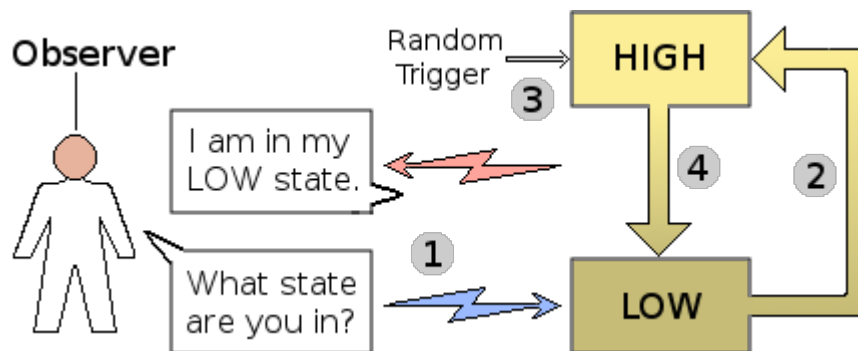 Observer
Random
Trigger
HIGH
3
I am in my
LOW state.
4
2
1
What state
are you in?
LOW